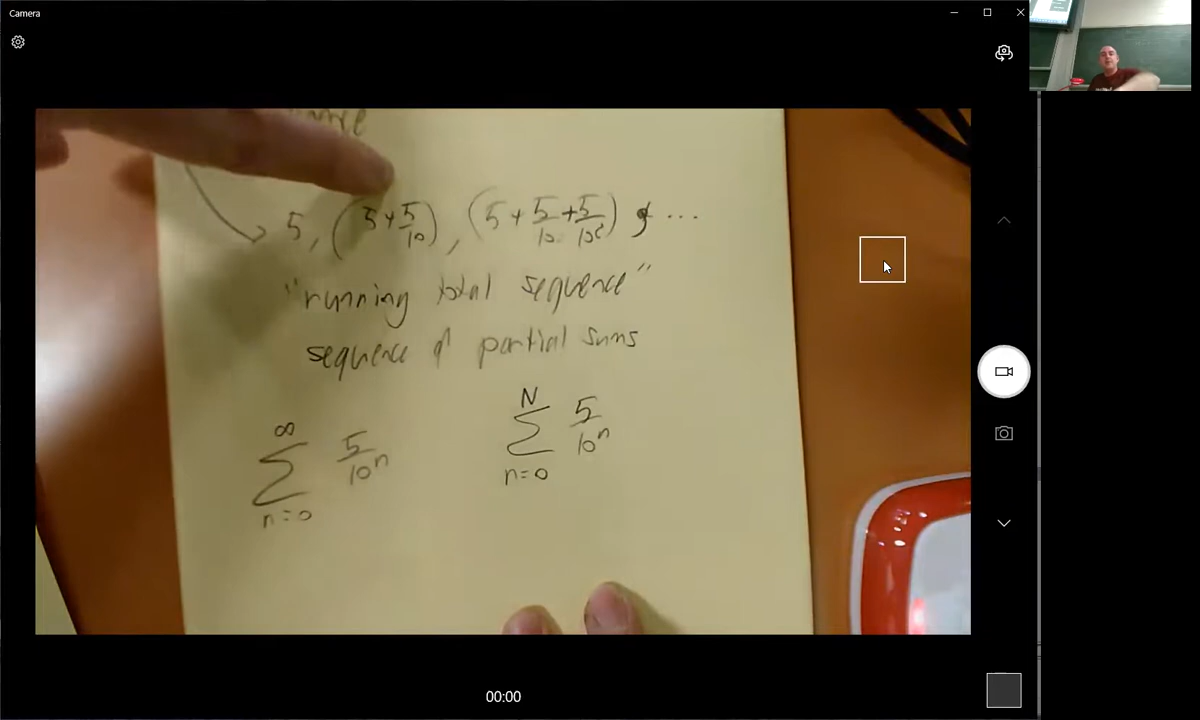 Camera
5, (5+5/10), (5+5/10+5/10²), ...
"running total sequence"
sequence of partial sums
∞
∑ 5/10ⁿ
n=0
N
∑ 5/10ⁿ
n=0
00:00